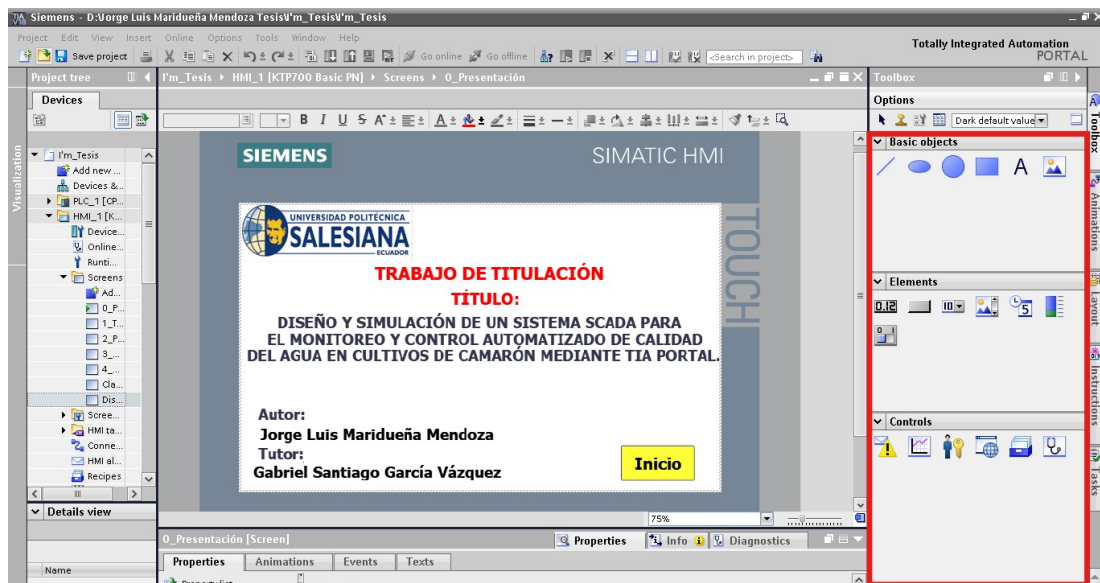 Siemens - D:\Jorge Luis Maridueña Mendoza Tesis\I'm_Tesis\I'm_Tesis
Project Edit View Insert Online Options Tools Window Help
Totally Integrated Automation
PORTAL
Save project
Go online
Go offline
<Search in project>
Project tree
I'm_Tesis HMI_1 [KTP700 Basic PN] Screens 0_Presentación
Toolbox
Devices
Options
B I U S A
Dark default value
Visualization
I'm_Tesis
Add new ...
Devices &...
PLC_1 [CP...
HMI_1 [K...
Device...
Online...
Runti...
Screens
Ad...
0_P...
1_T...
2_P...
3_...
4_...
Cla...
Dis...
Scree...
HMI ta...
Conne...
HMI al...
Recipes
Details view
Name
SIEMENS
SIMATIC HMI
TOUCH
UNIVERSIDAD POLITÉCNICA
SALESIANA
ECUADOR
TRABAJO DE TITULACIÓN
TÍTULO:
DISEÑO Y SIMULACIÓN DE UN SISTEMA SCADA PARA
EL MONITOREO Y CONTROL AUTOMATIZADO DE CALIDAD
DEL AGUA EN CULTIVOS DE CAMARÓN MEDIANTE TIA PORTAL.
Autor:
Jorge Luis Maridueña Mendoza
Tutor:
Gabriel Santiago García Vázquez
Inicio
75%
0_Presentación [Screen]
Properties
Info
Diagnostics
Properties
Animations
Events
Texts
Property list
Basic objects
A
Elements
0.12
10
5
0 1
Controls
Toolbox
Animations
Layout
Instructions
Tasks